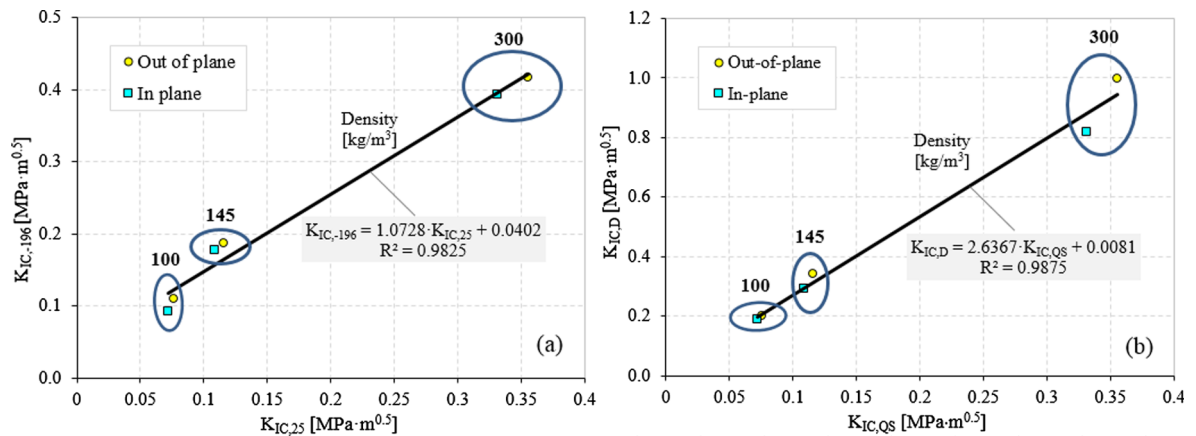 0.5
0.4
0.3
0.2
0.1
0.0
K_IC,-196 [MPa·m^0.5]
Out of plane
In plane
300
Density
[kg/m³]
145
100
K_IC,-196 = 1.0728·K_IC,25 + 0.0402
R² = 0.9825
(a)
0 0.05 0.1 0.15 0.2 0.25 0.3 0.35 0.4
K_IC,25 [MPa·m^0.5]
1.2
1.0
0.8
0.6
0.4
0.2
0.0
K_IC,D [MPa·m^0.5]
Out-of-plane
In-plane
300
Density
[kg/m³]
145
100
K_IC,D = 2.6367·K_IC,QS + 0.0081
R² = 0.9875
(b)
0 0.05 0.1 0.15 0.2 0.25 0.3 0.35 0.4
K_IC,QS [MPa·m^0.5]